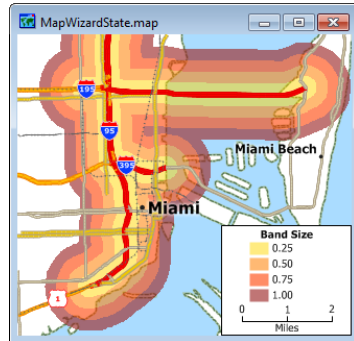 MapWizardState.map
195
95
395
Miami Beach
Miami
1
Band Size
0.25
0.50
0.75
1.00
0 1 2
Miles